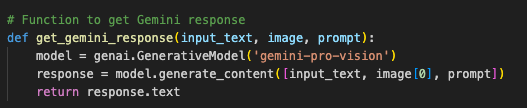 # Function to get Gemini response
def get_gemini_response(input_text, image, prompt):
    model = genai.GenerativeModel('gemini-pro-vision')
    response = model.generate_content([input_text, image[0], prompt])
    return response.text